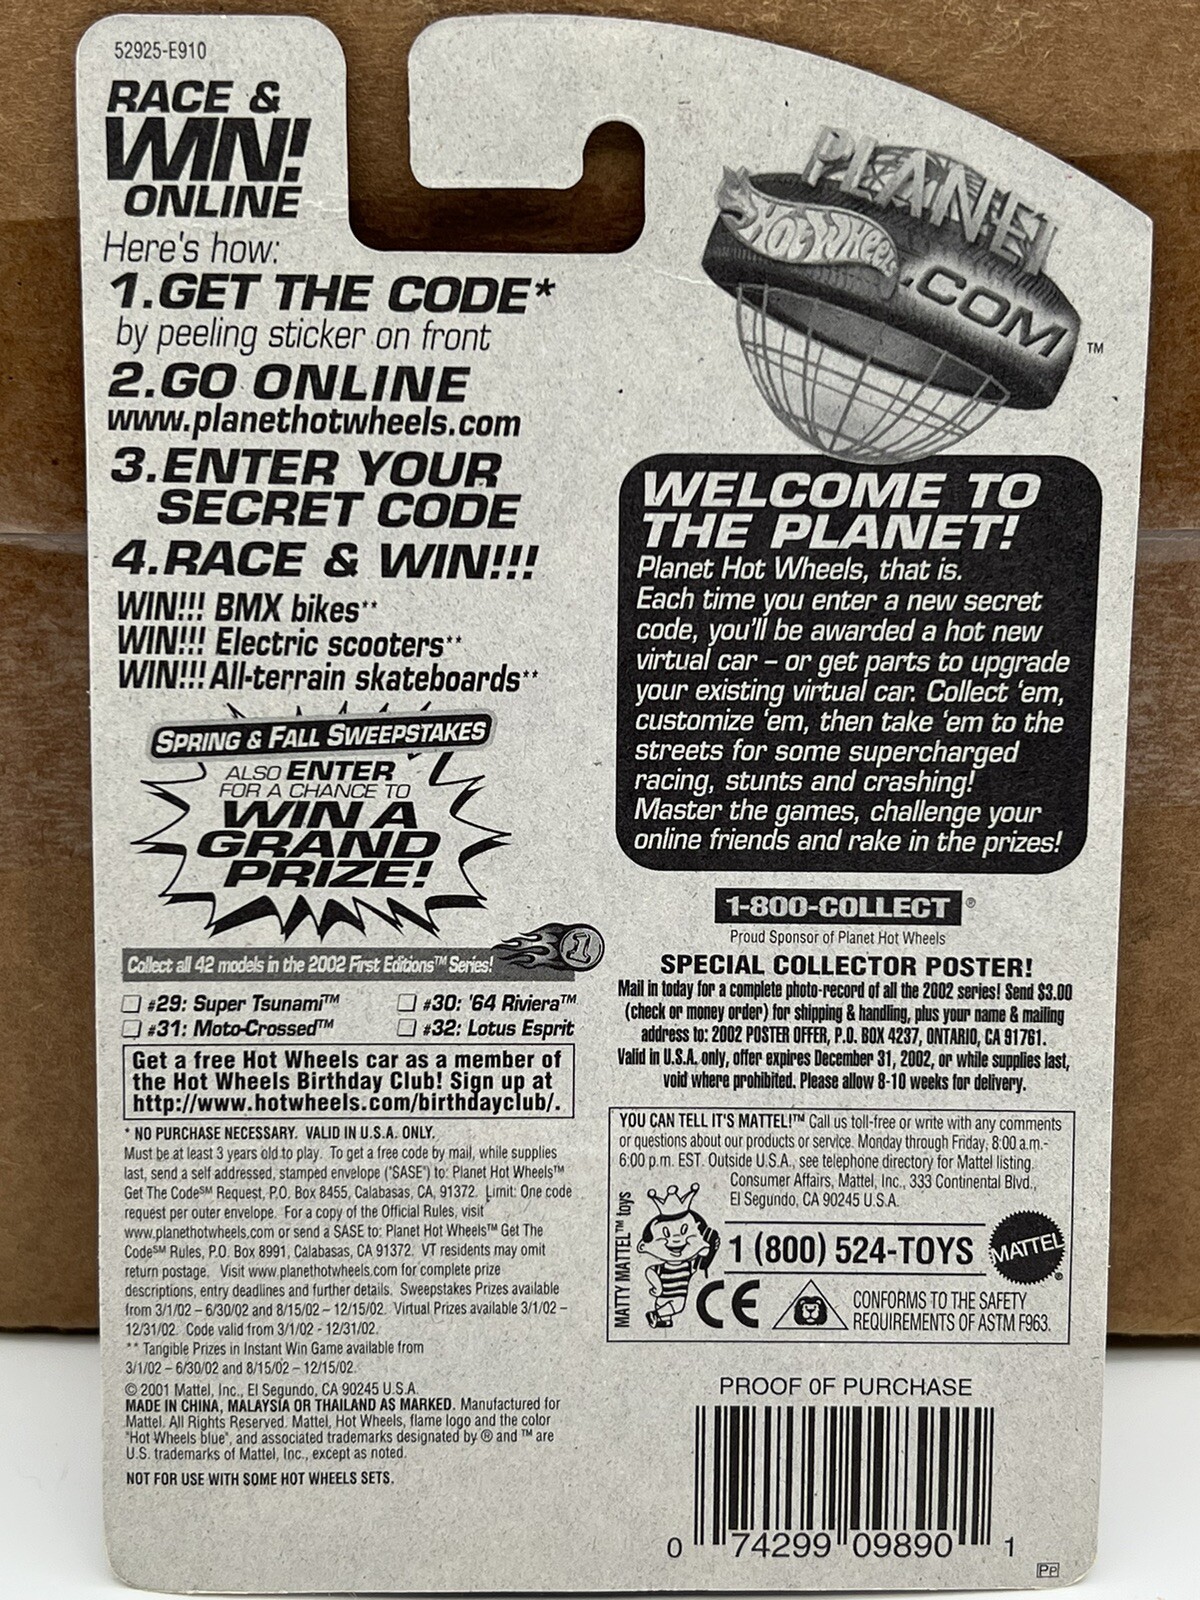 52925-E910
RACE &
WIN!
ONLINE
Here's how:
1.GET THE CODE*
by peeling sticker on front
2.GO ONLINE
www.planethotwheels.com
3.ENTER YOUR
SECRET CODE
4.RACE & WIN!!!
WIN!!! BMX bikes**
WIN!!! Electric scooters**
WIN!!! All-terrain skateboards**
SPRING & FALL SWEEPSTAKES
ALSO ENTER
FOR A CHANCE TO
WIN A
GRAND
PRIZE!
Collect all 42 models in the 2002 First Editions™ Series!
1
#29: Super Tsunami™
#30: '64 Riviera™
#31: Moto-Crossed™
#32: Lotus Esprit
Get a free Hot Wheels car as a member of
the Hot Wheels Birthday Club! Sign up at
http://www.hotwheels.com/birthdayclub/.
* NO PURCHASE NECESSARY. VALID IN U.S.A. ONLY.
Must be at least 3 years old to play. To get a free code by mail, while supplies
last, send a self addressed, stamped envelope ("SASE") to: Planet Hot Wheels™
Get The Code℠ Request, P.O. Box 8455, Calabasas, CA, 91372. Limit: One code
request per outer envelope. For a copy of the Official Rules, visit
www.planethotwheels.com or send a SASE to: Planet Hot Wheels™ Get The
Code℠ Rules, P.O. Box 8991, Calabasas, CA 91372. VT residents may omit
return postage. Visit www.planethotwheels.com for complete prize
descriptions, entry deadlines and further details. Sweepstakes Prizes available
from 3/1/02 – 6/30/02 and 8/15/02 - 12/15/02. Virtual Prizes available 3/1/02 –
12/31/02. Code valid from 3/1/02 - 12/31/02.
** Tangible Prizes in Instant Win Game available from
3/1/02 – 6/30/02 and 8/15/02 – 12/15/02.
© 2001 Mattel, Inc., El Segundo, CA 90245 U.S.A.
MADE IN CHINA, MALAYSIA OR THAILAND AS MARKED. Manufactured for
Mattel. All Rights Reserved. Mattel, Hot Wheels, flame logo and the color
"Hot Wheels blue", and associated trademarks designated by ® and ™ are
U.S. trademarks of Mattel, Inc., except as noted.
NOT FOR USE WITH SOME HOT WHEELS SETS.
PLANET
Hot Wheels
.COM
™
WELCOME TO
THE PLANET!
Planet Hot Wheels, that is.
Each time you enter a new secret
code, you'll be awarded a hot new
virtual car – or get parts to upgrade
your existing virtual car. Collect 'em,
customize 'em, then take 'em to the
streets for some supercharged
racing, stunts and crashing!
Master the games, challenge your
online friends and rake in the prizes!
1-800-COLLECT ®
Proud Sponsor of Planet Hot Wheels
SPECIAL COLLECTOR POSTER!
Mail in today for a complete photo-record of all the 2002 series! Send $3.00
(check or money order) for shipping & handling, plus your name & mailing
address to: 2002 POSTER OFFER, P.O. BOX 4237, ONTARIO, CA 91761.
Valid in U.S.A. only, offer expires December 31, 2002, or while supplies last,
void where prohibited. Please allow 8-10 weeks for delivery.
YOU CAN TELL IT'S MATTEL!™ Call us toll-free or write with any comments
or questions about our products or service. Monday through Friday, 8:00 a.m.-
6:00 p.m. EST. Outside U.S.A., see telephone directory for Mattel listing.
Consumer Affairs, Mattel, Inc., 333 Continental Blvd.,
El Segundo, CA 90245 U.S.A.
MATTY MATTEL™ toys
1 (800) 524-TOYS
MATTEL
®
CE
CONFORMS TO THE SAFETY
REQUIREMENTS OF ASTM F963.
PROOF OF PURCHASE
0 74299 09890 1
PP